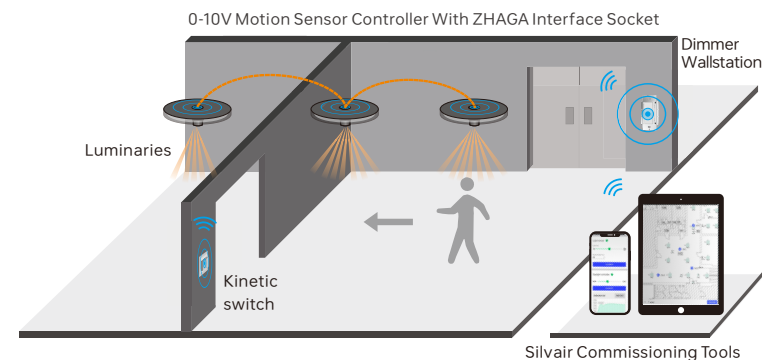 0-10V Motion Sensor Controller With ZHAGA Interface Socket
Dimmer
Wallstation
Luminaries
Kinetic
switch
Silvair Commissioning Tools